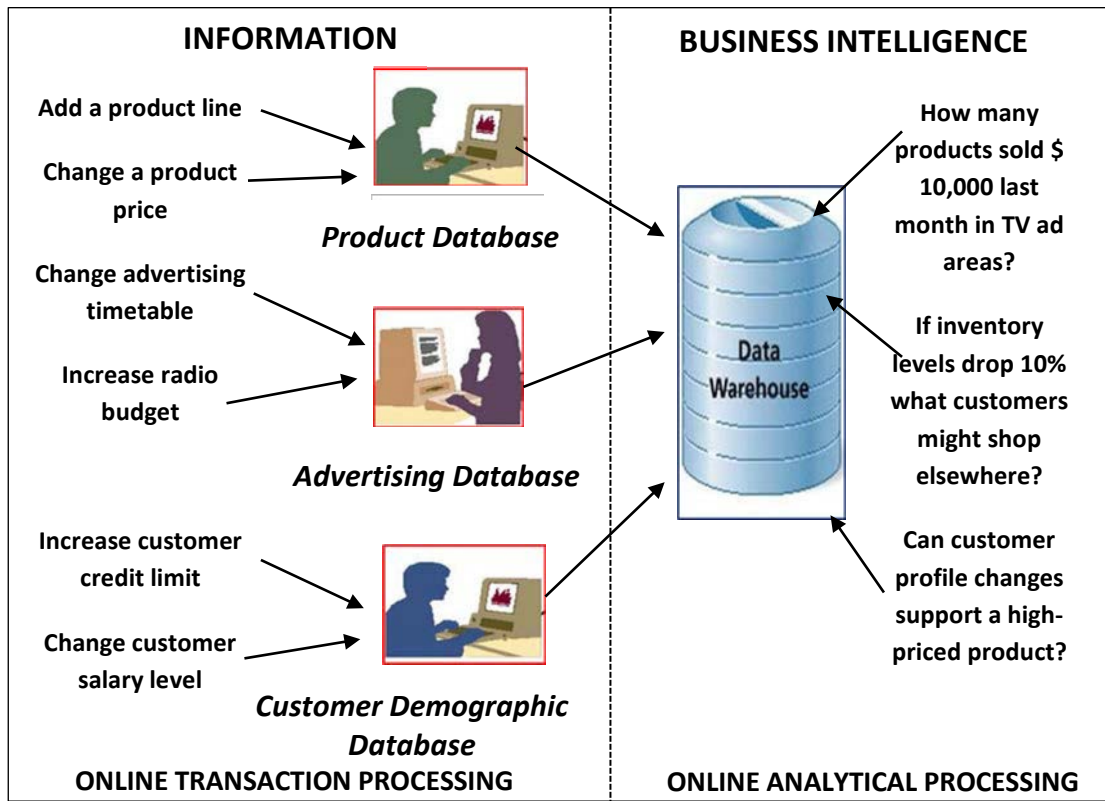 INFORMATION
Add a product line
Change a product
price
Product Database
Change advertising
timetable
Increase radio
budget
Advertising Database
Increase customer
credit limit
Change customer
salary level
Customer Demographic
Database
ONLINE TRANSACTION PROCESSING
BUSINESS INTELLIGENCE
How many
products sold $
10,000 last
month in TV ad
areas?
Data
Warehouse
If inventory
levels drop 10%
what customers
might shop
elsewhere?
Can customer
profile changes
support a high-
priced product?
ONLINE ANALYTICAL PROCESSING